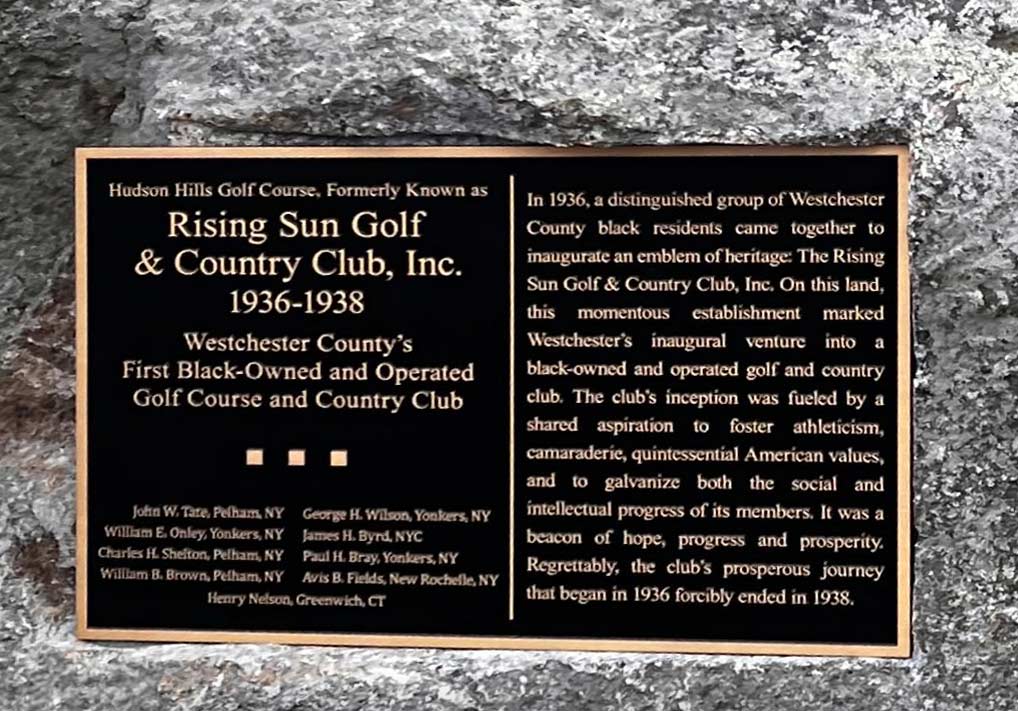 Hudson Hills Golf Course, Formerly Known as
Rising Sun Golf
& Country Club, Inc.
1936-1938
Westchester County's
First Black-Owned and Operated
Golf Course and Country Club
John W. Tate, Pelham, NY George H. Wilson, Yonkers, NY
William E. Onley, Yonkers, NY James H. Byrd, NYC
Charles H. Shelton, Pelham, NY Paul H. Bray, Yonkers, NY
William B. Brown, Pelham, NY Avis B. Fields, New Rochelle, NY
Henry Nelson, Greenwich, CT
In 1936, a distinguished group of Westchester
County black residents came together to
inaugurate an emblem of heritage: The Rising
Sun Golf & Country Club, Inc. On this land,
this momentous establishment marked
Westchester's inaugural venture into a
black-owned and operated golf and country
club. The club's inception was fueled by a
shared aspiration to foster athleticism,
camaraderie, quintessential American values,
and to galvanize both the social and
intellectual progress of its members. It was a
beacon of hope, progress and prosperity.
Regrettably, the club's prosperous journey
that began in 1936 forcibly ended in 1938.